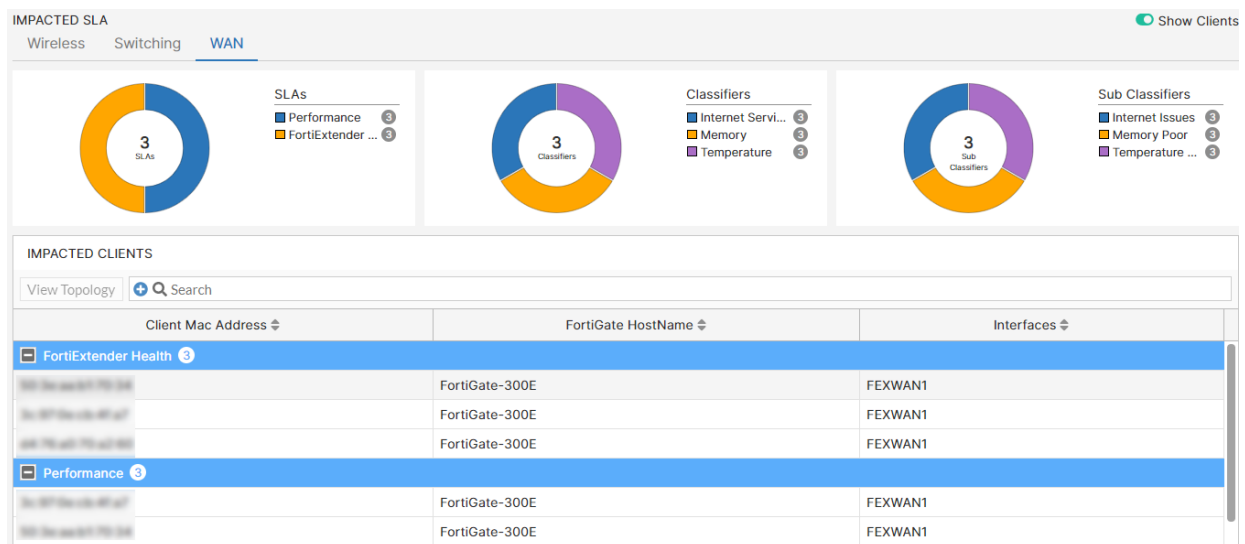 IMPACTED SLA
Show Clients
Wireless Switching WAN
SLAs
3
SLAs
Performance 3
FortiExtender ... 3
Classifiers
3
Classifiers
Internet Servi... 3
Memory 3
Temperature 3
Sub Classifiers
3
Sub
Classifiers
Internet Issues 3
Memory Poor 3
Temperature ... 3
IMPACTED CLIENTS
View Topology Search
Client Mac Address FortiGate HostName Interfaces
FortiExtender Health 3
FortiGate-300E FEXWAN1
FortiGate-300E FEXWAN1
FortiGate-300E FEXWAN1
Performance 3
FortiGate-300E FEXWAN1
FortiGate-300E FEXWAN1